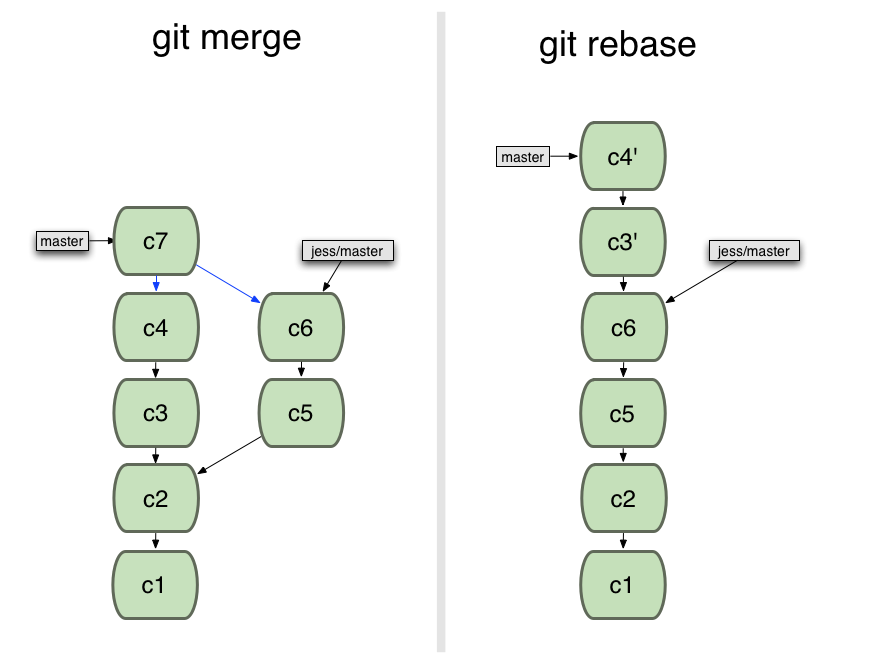 git merge
master
c7
jess/master
c4
c6
c3
c5
c2
c1
git rebase
master
c4'
c3'
jess/master
c6
c5
c2
c1